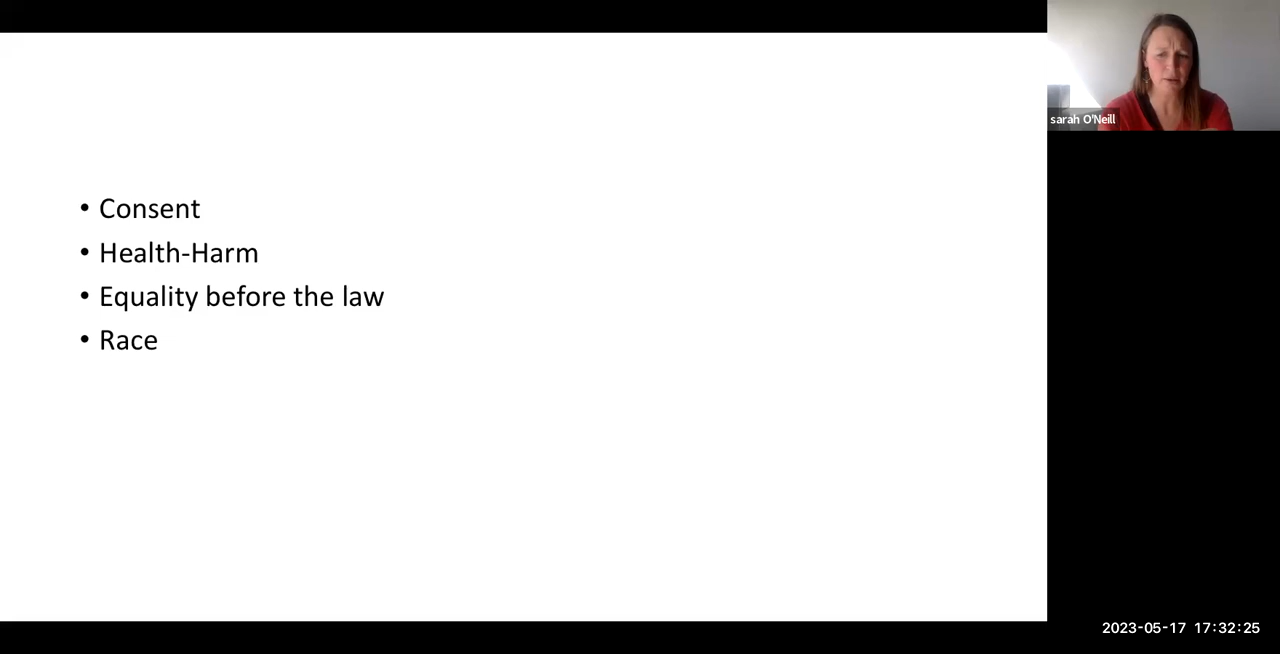 • Consent
• Health-Harm
• Equality before the law
• Race
sarah O'Neill
2023-05-17 17:32:25